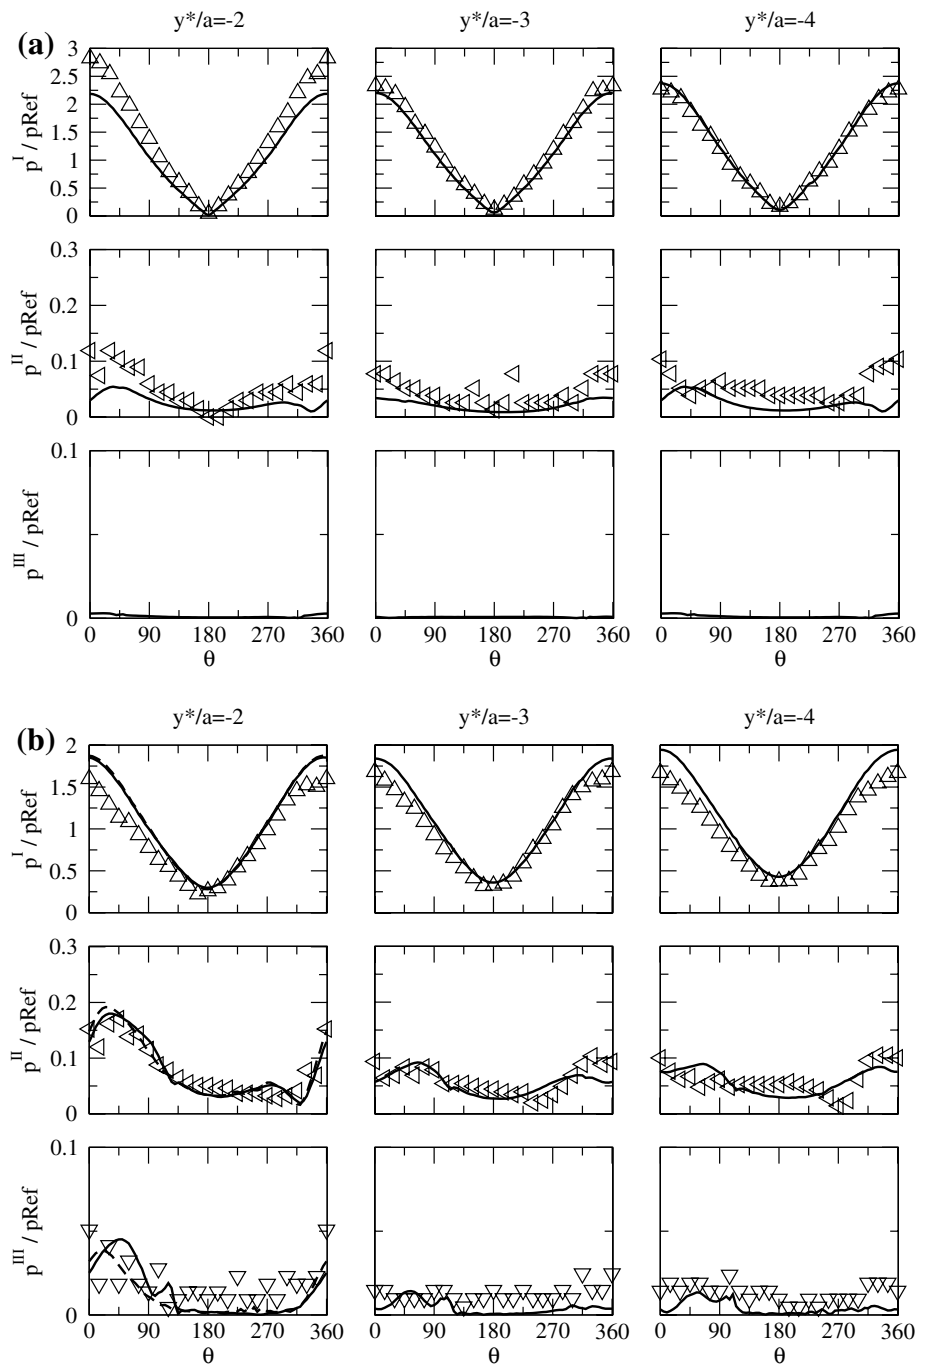 y*/a=-2 y*/a=-3 y*/a=-4
(a)
3
2.5
2
1.5
1
0.5
0
p^I / pRef
0.3
0.2
0.1
0
p^II / pRef
0.1
0
p^III / pRef
0 90 180 270 360 0 90 180 270 360 0 90 180 270 360
θ θ θ
y*/a=-2 y*/a=-3 y*/a=-4
(b)
2
1.5
1
0.5
0
p^I / pRef
0.3
0.2
0.1
0
p^II / pRef
0.1
0
p^III / pRef
0 90 180 270 360 0 90 180 270 360 0 90 180 270 360
θ θ θ